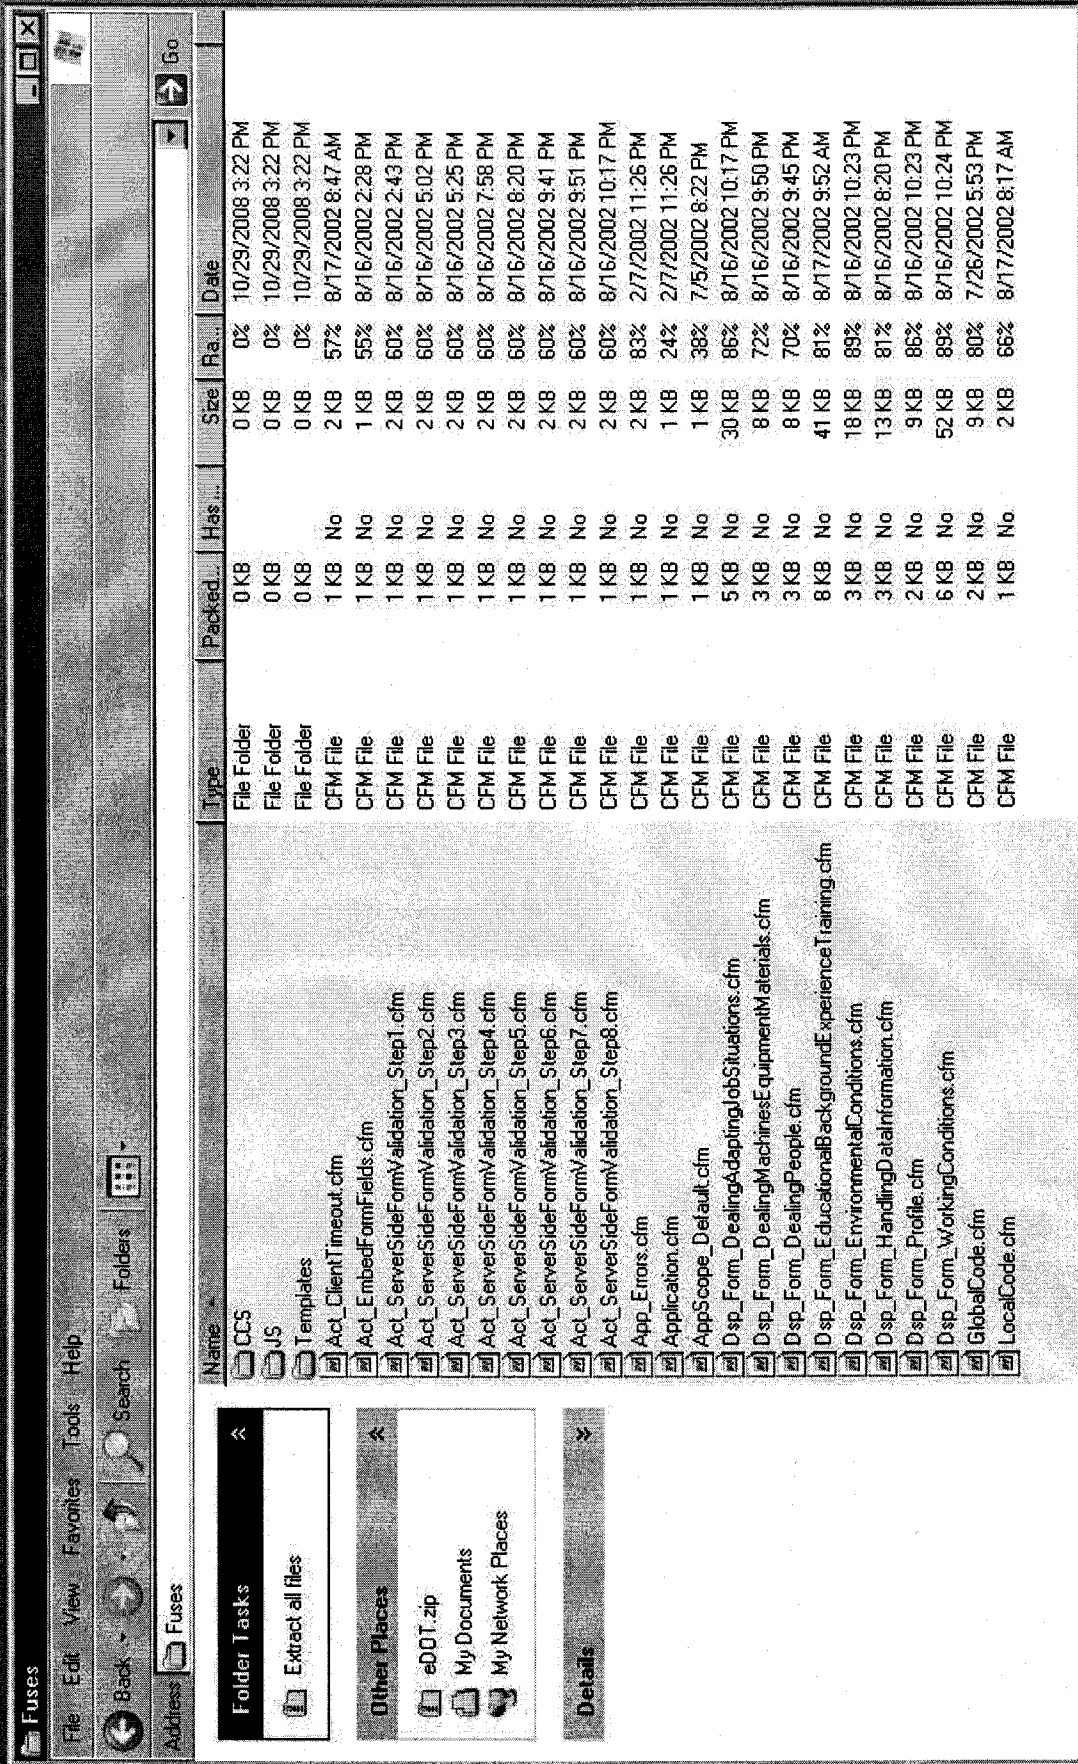 Fuses
File Edit View Favorites Tools Help
Back Search Folders
Address Fuses Go
Folder Tasks
Extract all files
Other Places
eDOT.zip
My Documents
My Network Places
Details
Name Type Packed... Has ... Size Ra... Date
CCS File Folder 0 KB 0 KB 0% 10/29/2008 3:22 PM
JS File Folder 0 KB 0 KB 0% 10/29/2008 3:22 PM
Templates File Folder 0 KB 0 KB 0% 10/29/2008 3:22 PM
Act_ClientTimeout.cfm CFM File 1 KB No 2 KB 57% 8/17/2002 8:47 AM
Act_EmbedFormFields.cfm CFM File 1 KB No 1 KB 55% 8/16/2002 2:28 PM
Act_ServerSideFormValidation_Step1.cfm CFM File 1 KB No 2 KB 60% 8/16/2002 2:43 PM
Act_ServerSideFormValidation_Step2.cfm CFM File 1 KB No 2 KB 60% 8/16/2002 5:02 PM
Act_ServerSideFormValidation_Step3.cfm CFM File 1 KB No 2 KB 60% 8/16/2002 5:25 PM
Act_ServerSideFormValidation_Step4.cfm CFM File 1 KB No 2 KB 60% 8/16/2002 7:58 PM
Act_ServerSideFormValidation_Step5.cfm CFM File 1 KB No 2 KB 60% 8/16/2002 8:20 PM
Act_ServerSideFormValidation_Step6.cfm CFM File 1 KB No 2 KB 60% 8/16/2002 9:41 PM
Act_ServerSideFormValidation_Step7.cfm CFM File 1 KB No 2 KB 60% 8/16/2002 9:51 PM
Act_ServerSideFormValidation_Step8.cfm CFM File 1 KB No 2 KB 60% 8/16/2002 10:17 PM
App_Errors.cfm CFM File 1 KB No 2 KB 83% 2/7/2002 11:26 PM
Application.cfm CFM File 1 KB No 1 KB 24% 2/7/2002 11:26 PM
AppScope_Default.cfm CFM File 1 KB No 1 KB 38% 7/5/2002 8:22 PM
Dsp_Form_DealingAdaptingJobSituations.cfm CFM File 5 KB No 30 KB 86% 8/16/2002 10:17 PM
Dsp_Form_DealingMachinesEquipmentMaterials.cfm CFM File 3 KB No 8 KB 72% 8/16/2002 9:50 PM
Dsp_Form_DealingPeople.cfm CFM File 3 KB No 8 KB 70% 8/16/2002 9:45 PM
Dsp_Form_EducationalBackgroundExperienceTraining.cfm CFM File 8 KB No 41 KB 81% 8/17/2002 9:52 AM
Dsp_Form_EnvironmentalConditions.cfm CFM File 3 KB No 18 KB 89% 8/16/2002 10:23 PM
Dsp_Form_HandlingDataInformation.cfm CFM File 3 KB No 13 KB 81% 8/16/2002 8:20 PM
Dsp_Form_Profile.cfm CFM File 2 KB No 9 KB 86% 8/16/2002 10:23 PM
Dsp_Form_WorkingConditions.cfm CFM File 6 KB No 52 KB 89% 8/16/2002 10:24 PM
GlobalCode.cfm CFM File 2 KB No 9 KB 80% 7/26/2002 5:53 PM
LocalCode.cfm CFM File 1 KB No 2 KB 66% 8/17/2002 8:17 AM